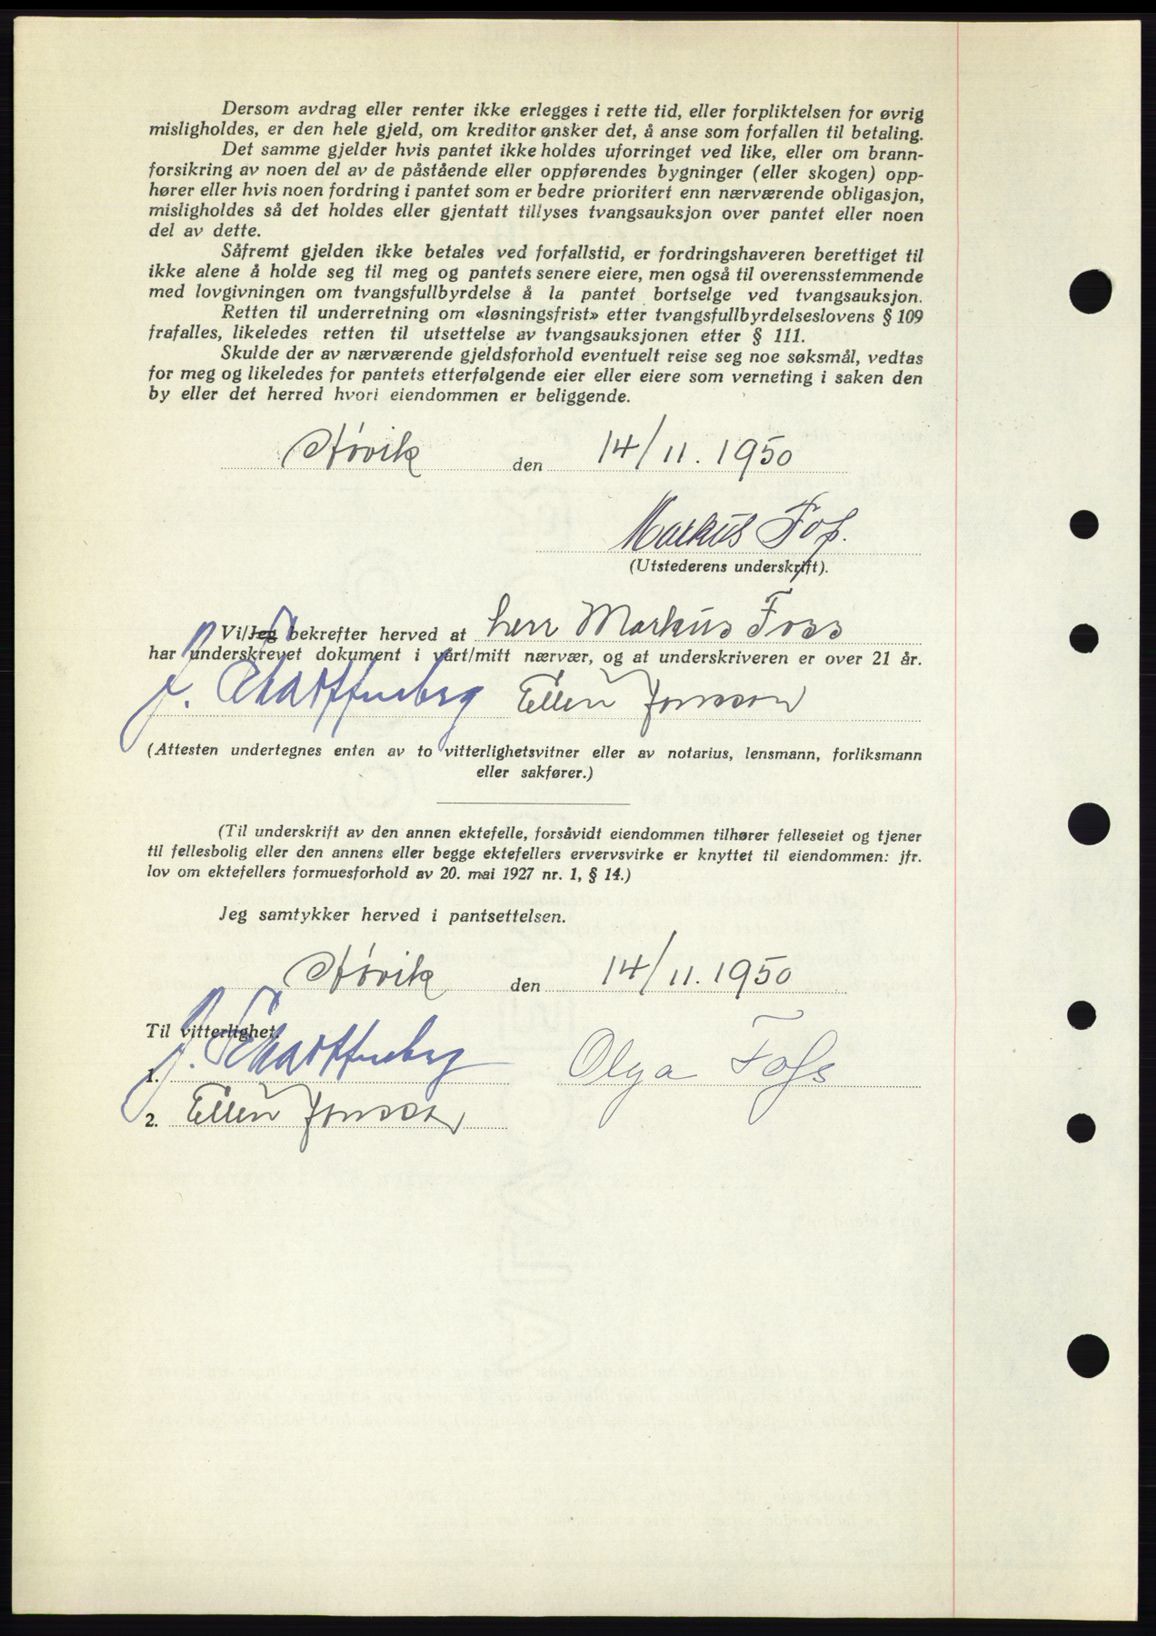 Dersom avdrag eller renter ikke erlegges i rette tid, eller forpliktelsen for øvrig
misligholdes, er den hele gjeld, om kreditor ønsker det, å anse som forfallen til betaling.
Det samme gjelder hvis pantet ikke holdes uforringet ved like, eller om brann-
forsikring av noen del av de påstående eller oppførendes bygninger (eller skogen) opp-
hører eller hvis noen fordring i pantet som er bedre prioritert enn nærværende obligasjon,
misligholdes så det holdes eller gjentatt tillyses tvangsauksjon over pantet eller noen
del av dette.
Såfremt gjelden ikke betales ved forfallstid, er fordringshaveren berettiget til
ikke alene å holde seg til meg og pantets senere eiere, men også til overensstemmende
med lovgivningen om tvangsfullbyrdelse å la pantet bortselge ved tvangsauksjon.
Retten til underretning om «løsningsfrist» etter tvangsfullbyrdelseslovens § 109
frafalles, likeledes retten til utsettelse av tvangsauksjonen etter § 111.
Skulde der av nærværende gjeldsforhold eventuelt reise seg noe søksmål, vedtas
for meg og likeledes for pantets etterfølgende eier eller eiere som verneting i saken den
by eller det herred hvori eiendommen er beliggende.
Høvik den 14/11. 1950
Markus Foss.
(Utstederens underskrift).
Vi/Jeg bekrefter herved at herr Markus Foss
har underskrevet dokument i vårt/mitt nærvær, og at underskriveren er over 21 år.
J. Scharffenberg Ellen Jonsson
(Attesten undertegnes enten av to vitterlighetsvitner eller av notarius, lensmann, forliksmann
eller sakfører.)
(Til underskrift av den annen ektefelle, forsåvidt eiendommen tilhører felleseiet og tjener
til fellesbolig eller den annens eller begge ektefellers ervervsvirke er knyttet til eiendommen: jfr.
lov om ektefellers formuesforhold av 20. mai 1927 nr. 1, § 14.)
Jeg samtykker herved i pantsettelsen.
Høvik den 14/11. 1950
Til vitterlighet:
1. J. Scharffenberg Olga Foss
2. Ellen Jonsson